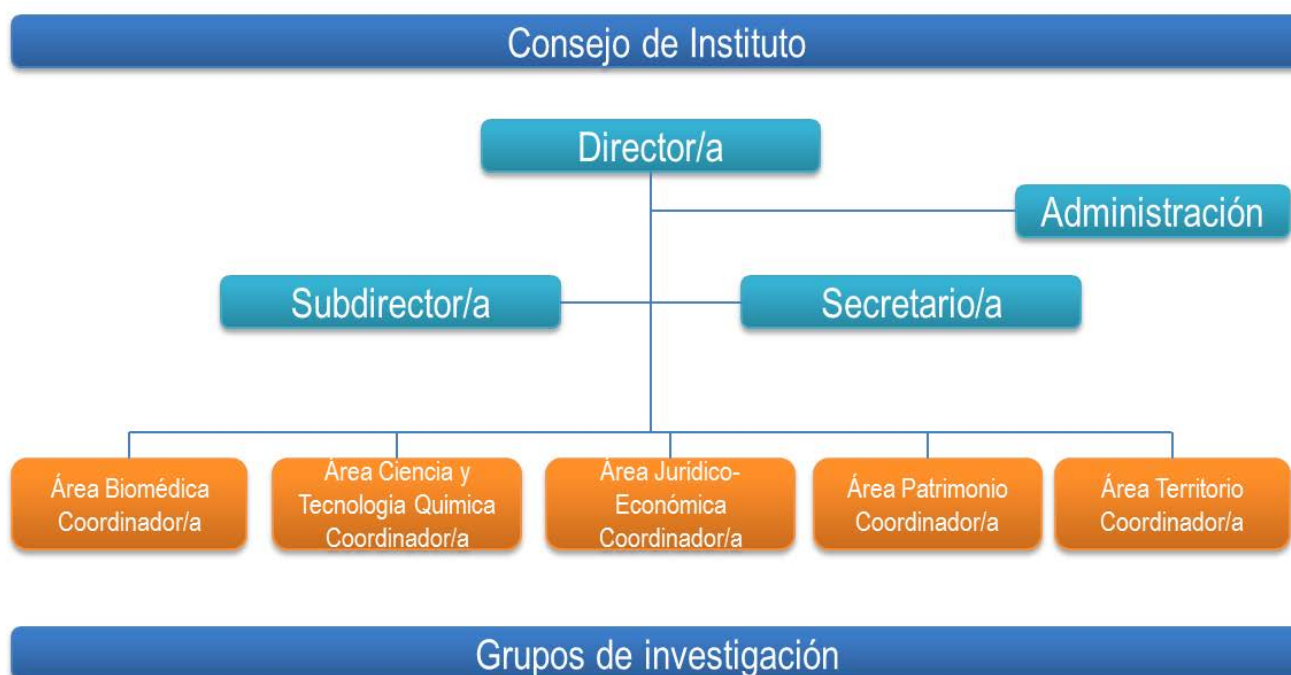 Consejo de Instituto
Director/a
Administración
Subdirector/a
Secretario/a
Área Biomédica
Coordinador/a
Área Ciencia y
Tecnologia Quimica
Coordinador/a
Área Jurídico-
Económica
Coordinador/a
Área Patrimonio
Coordinador/a
Área Territorio
Coordinador/a
Grupos de investigación